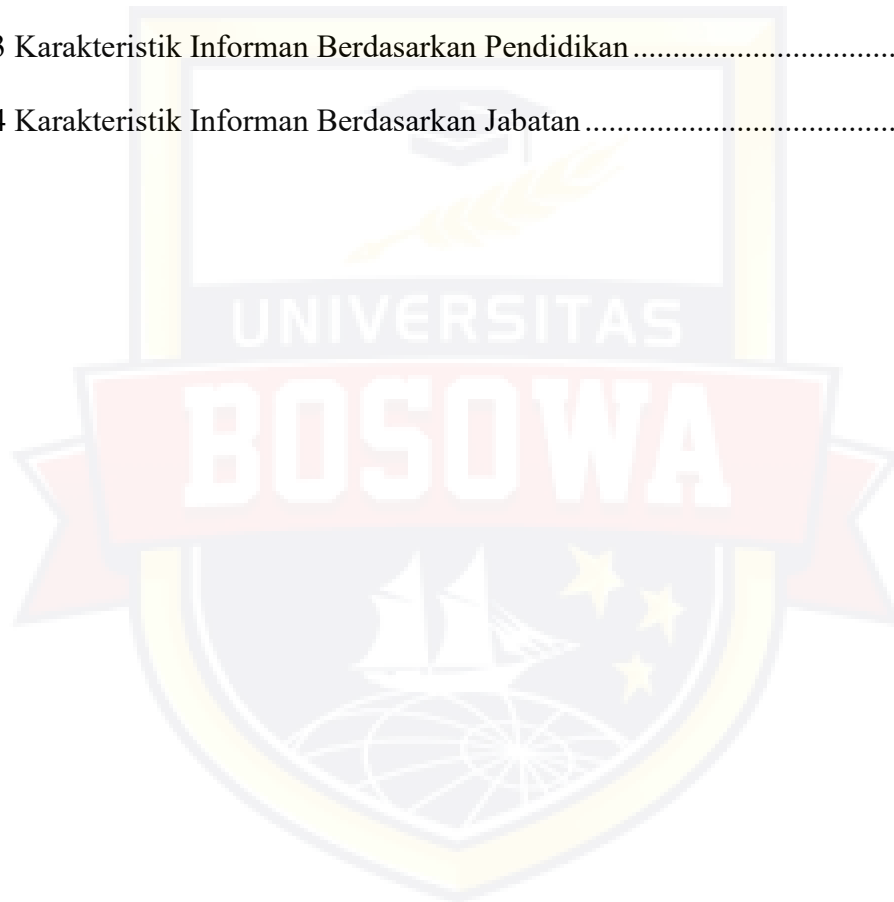 3 Karakteristik Informan Berdasarkan Pendidikan.................................
4 Karakteristik Informan Berdasarkan Jabatan.......................................
UNIVERSITAS
BOSOWA